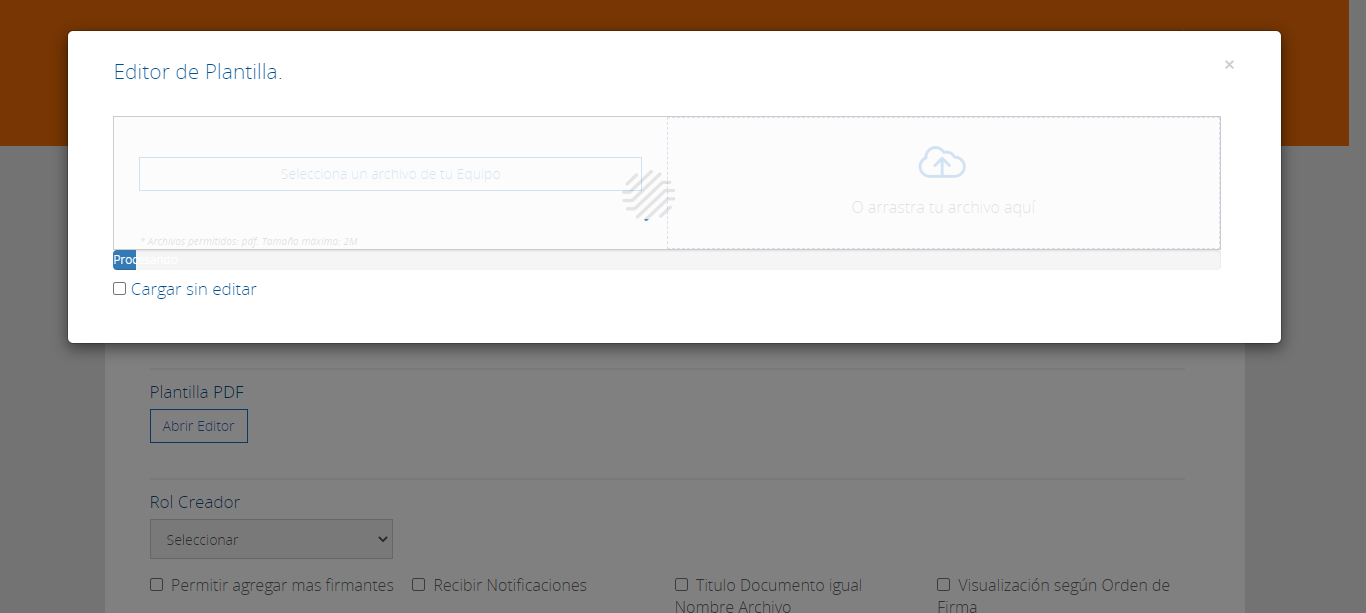 Editor de Plantilla.
×
Selecciona un archivo de tu Equipo
O arrastra tu archivo aquí
* Archivos permitidos: pdf. Tamaño maximo: 2M
Procesando
Cargar sin editar
Plantilla PDF
Abrir Editor
Rol Creador
Seleccionar
Permitir agregar mas firmantes
Recibir Notificaciones
Titulo Documento igual
Nombre Archivo
Visualización según Orden de
Firma